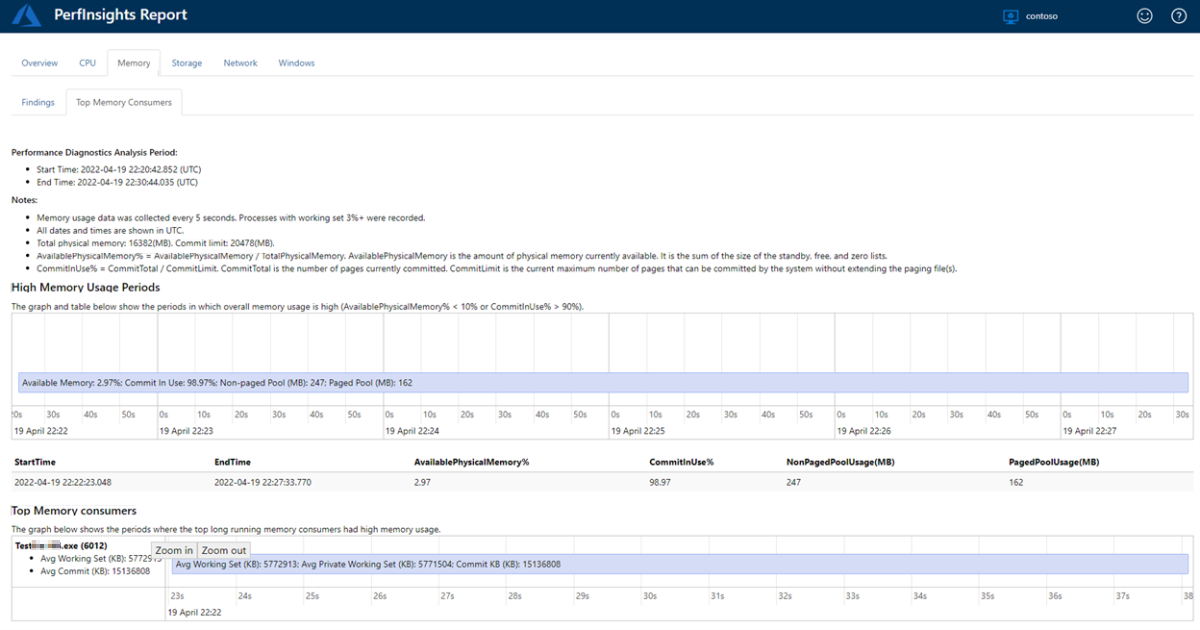 PerfInsights Report
contoso
Overview CPU Memory Storage Network Windows
Findings Top Memory Consumers
Performance Diagnostics Analysis Period:
• Start Time: 2022-04-19 22:20:42.852 (UTC)
• End Time: 2022-04-19 22:30:44.035 (UTC)
Notes:
• Memory usage data was collected every 5 seconds. Processes with working set 3%+ were recorded.
• All dates and times are shown in UTC.
• Total physical memory: 16382(MB). Commit limit: 20478(MB).
• AvailablePhysicalMemory% = AvailablePhysicalMemory / TotalPhysicalMemory. AvailablePhysicalMemory is the amount of physical memory currently available. It is the sum of the size of the standby, free, and zero lists.
• CommitInUse% = CommitTotal / CommitLimit. CommitTotal is the number of pages currently committed. CommitLimit is the current maximum number of pages that can be committed by the system without extending the paging file(s).
High Memory Usage Periods
The graph and table below show the periods in which overall memory usage is high (AvailablePhysicalMemory% < 10% or CommitInUse% > 90%).
Available Memory: 2.97%; Commit In Use: 98.97%; Non-paged Pool (MB): 247; Paged Pool (MB): 162
0s 30s 40s 50s 0s 10s 20s 30s 40s 50s 0s 10s 20s 30s 40s 50s 0s 10s 20s 30s 40s 50s 0s 10s 20s 30s 40s 50s 0s 10s 20s 30s
19 April 22:22 19 April 22:23 19 April 22:24 19 April 22:25 19 April 22:26 19 April 22:27
StartTime EndTime AvailablePhysicalMemory% CommitInUse% NonPagedPoolUsage(MB) PagedPoolUsage(MB)
2022-04-19 22:22:23.048 2022-04-19 22:27:33.770 2.97 98.97 247 162
Top Memory consumers
The graph below shows the periods where the top long running memory consumers had high memory usage.
Test .exe (6012)
Zoom in Zoom out
• Avg Working Set (KB): 5772913
• Avg Commit (KB): 15136808
Avg Working Set (KB): 5772913; Avg Private Working Set (KB): 5771504; Commit KB (KB): 15136808
23s 24s 25s 26s 27s 28s 29s 30s 31s 32s 33s 34s 35s 36s 37s 38
19 April 22:22